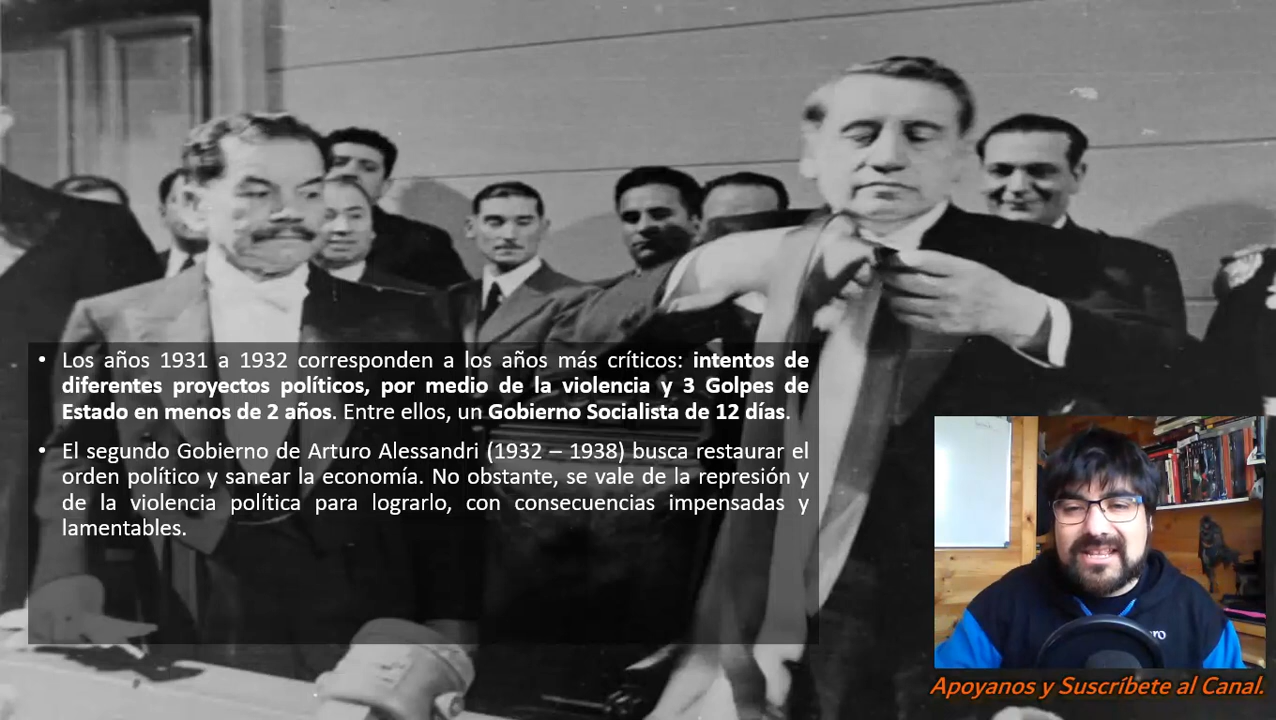 • Los años 1931 a 1932 corresponden a los años más críticos: intentos de
diferentes proyectos políticos, por medio de la violencia y 3 Golpes de
Estado en menos de 2 años. Entre ellos, un Gobierno Socialista de 12 días.
• El segundo Gobierno de Arturo Alessandri (1932 – 1938) busca restaurar el
orden político y sanear la economía. No obstante, se vale de la represión y
de la violencia política para lograrlo, con consecuencias impensadas y
lamentables.
Apoyanos y Suscríbete al Canal.